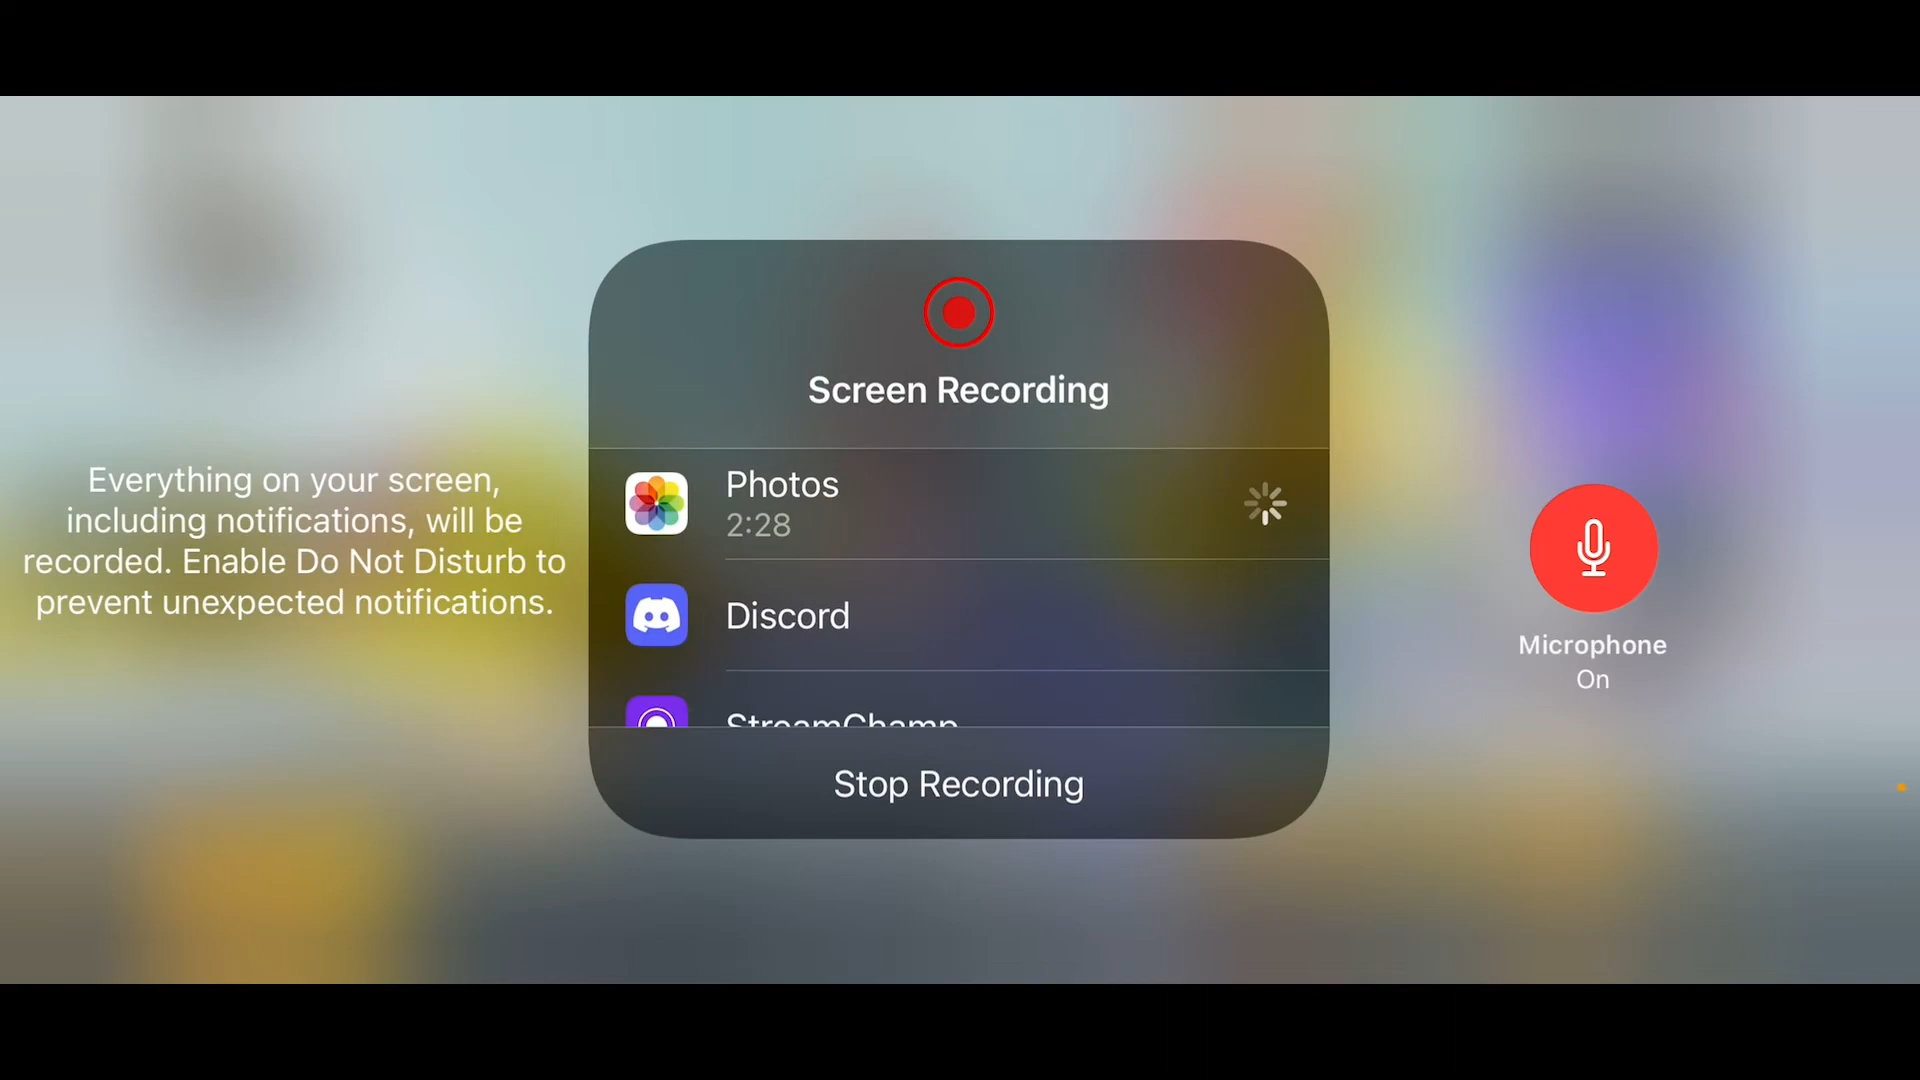 Screen Recording
Everything on your screen,
including notifications, will be
recorded. Enable Do Not Disturb to
prevent unexpected notifications.
Photos
2:28
Discord
StreamChamp
Stop Recording
Microphone
On